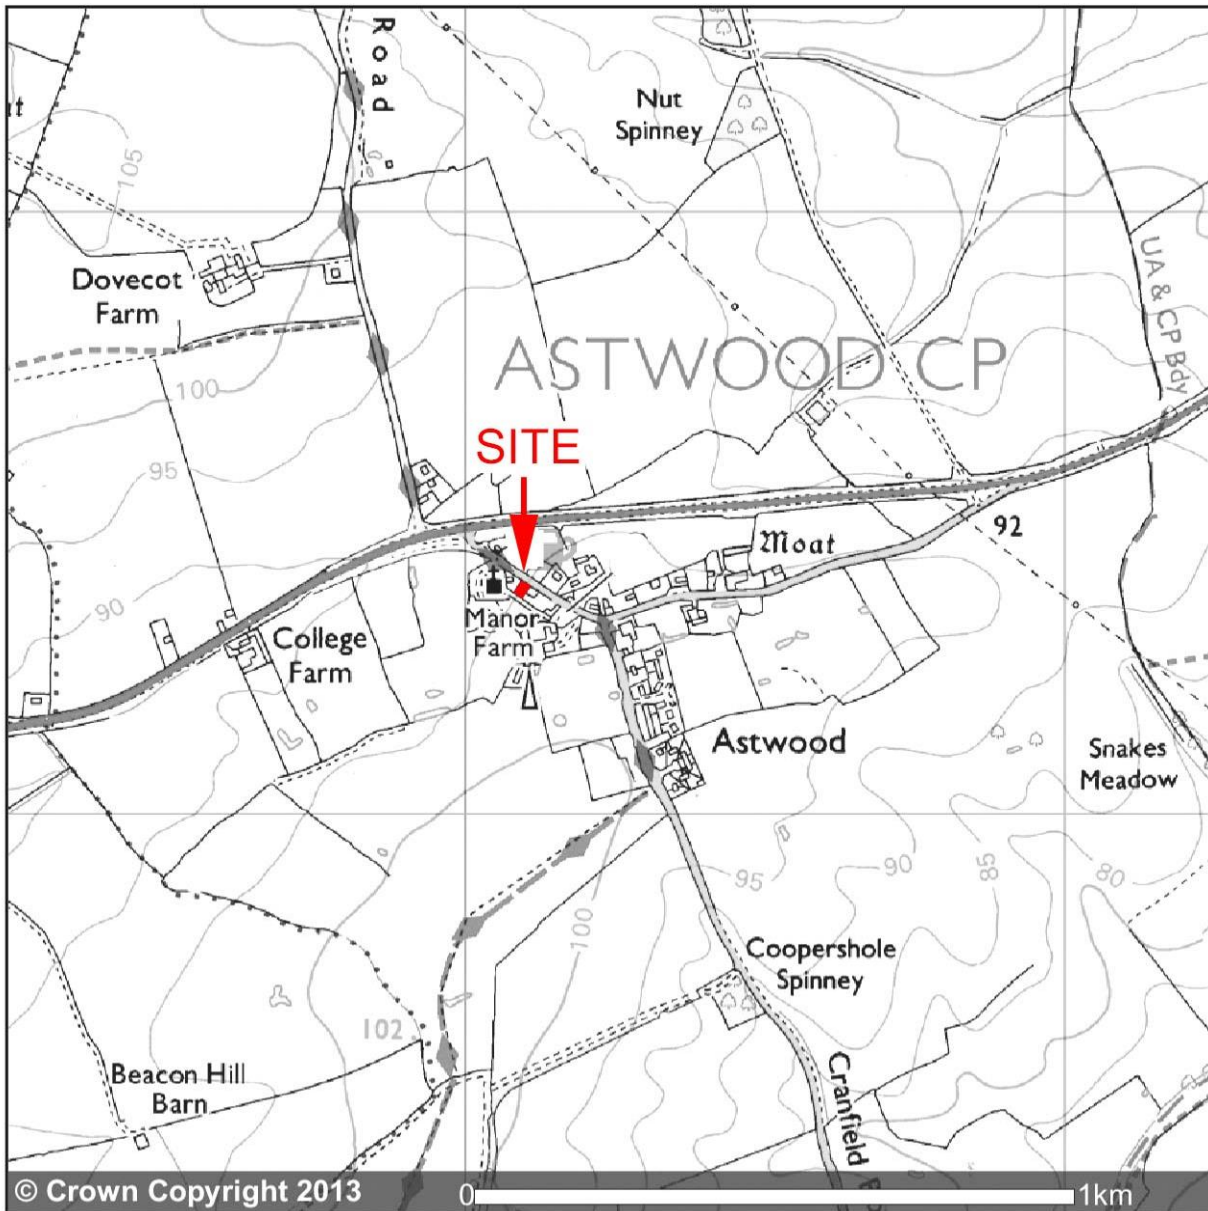 Road
Nut
Spinney
105
Dovecot
Farm
UA & CP Bdy
ASTWOOD CP
100
95
SITE
92
Moat
90
Manor
Farm
College
Farm
Astwood
Snakes
Meadow
95
90
85
80
100
Coopershole
Spinney
102
Beacon Hill
Barn
Cranfield
© Crown Copyright 2013
0
1km